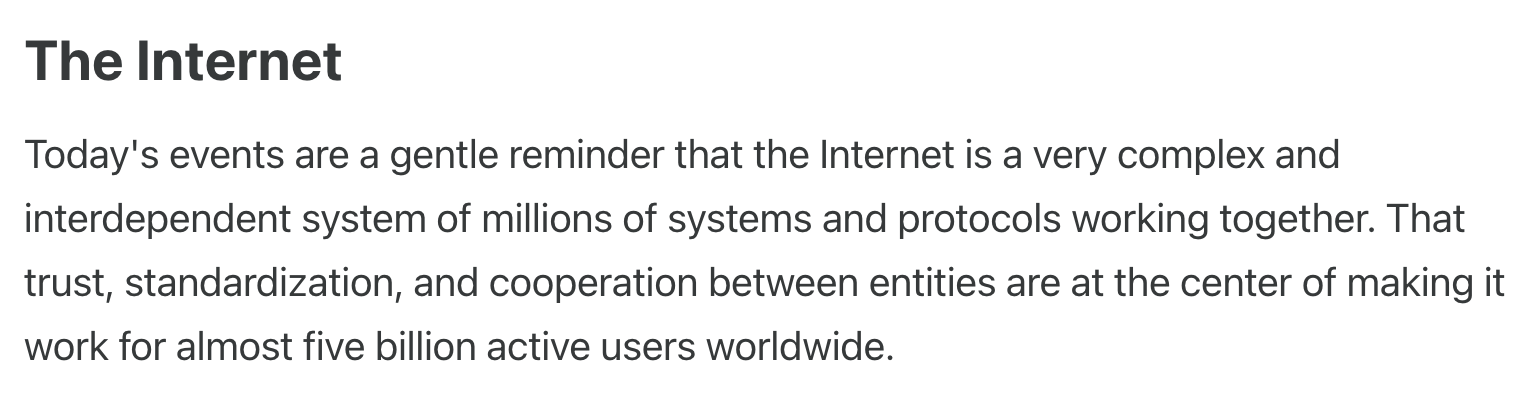 The Internet
Today's events are a gentle reminder that the Internet is a very complex and
interdependent system of millions of systems and protocols working together. That
trust, standardization, and cooperation between entities are at the center of making it
work for almost five billion active users worldwide.